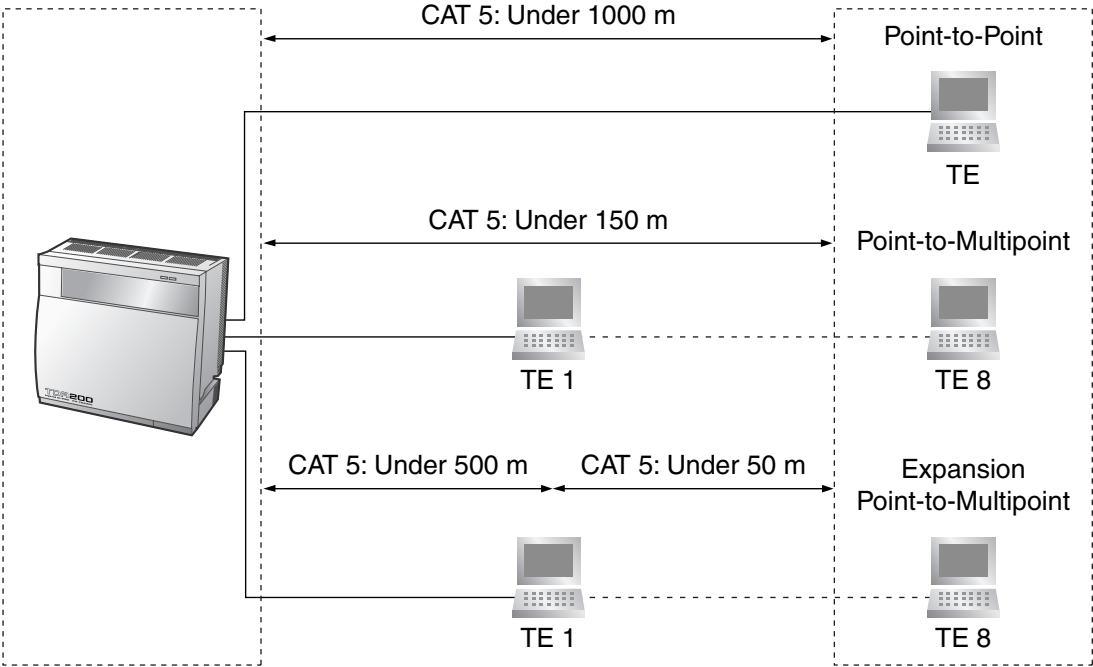 CAT 5: Under 1000 m
Point-to-Point
TE
CAT 5: Under 150 m
Point-to-Multipoint
TE 1
TE 8
TDA200
CAT 5: Under 500 m
CAT 5: Under 50 m
Expansion
Point-to-Multipoint
TE 1
TE 8